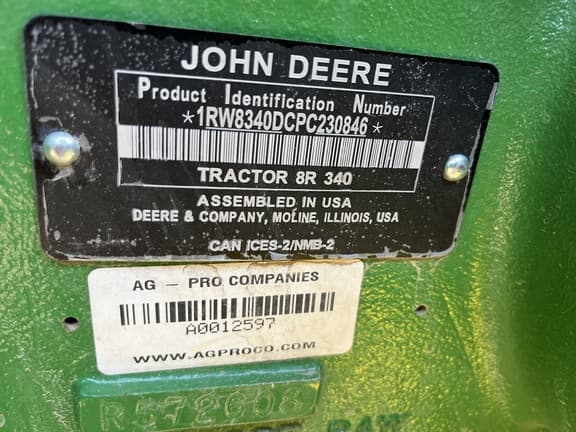 JOHN DEERE
Product Identification Number
*1RW8340DCPC230846*
TRACTOR 8R 340
ASSEMBLED IN USA
DEERE & COMPANY, MOLINE, ILLINOIS, USA
CAN ICES-2/NMB-2
AG - PRO COMPANIES
A0012597
WWW.AGPROCO.COM
R572608